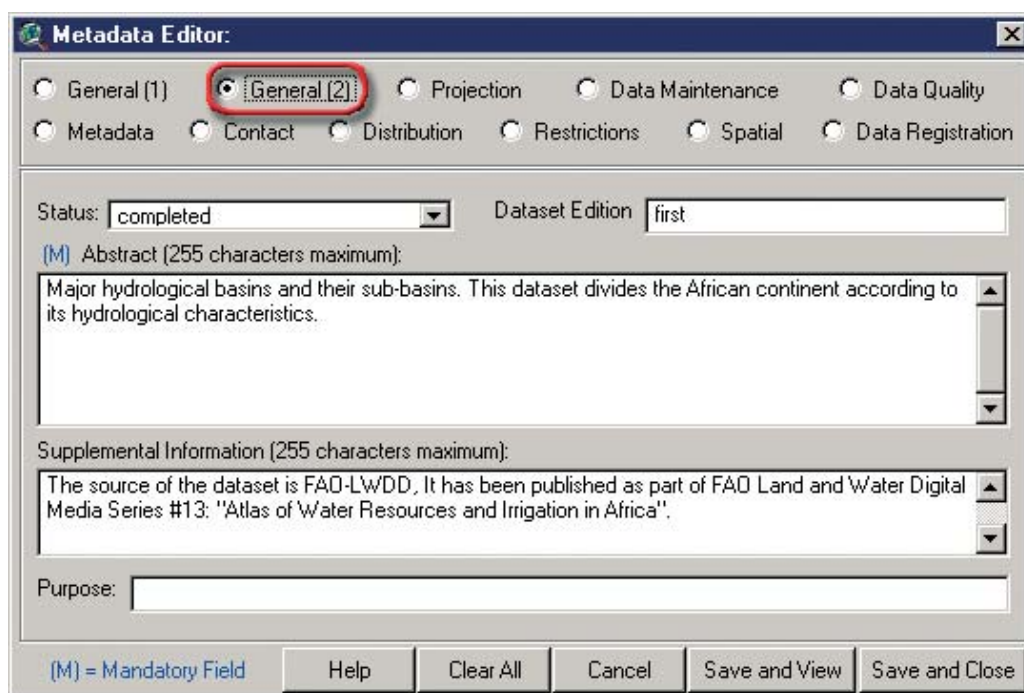 Metadata Editor:
General (1) General (2) Projection Data Maintenance Data Quality
Metadata Contact Distribution Restrictions Spatial Data Registration
Status: completed Dataset Edition first
(M) Abstract (255 characters maximum):
Major hydrological basins and their sub-basins. This dataset divides the African continent according to
its hydrological characteristics.
Supplemental Information (255 characters maximum):
The source of the dataset is FAO-LWDD, It has been published as part of FAO Land and Water Digital
Media Series #13: "Atlas of Water Resources and Irrigation in Africa".
Purpose:
(M) = Mandatory Field Help Clear All Cancel Save and View Save and Close